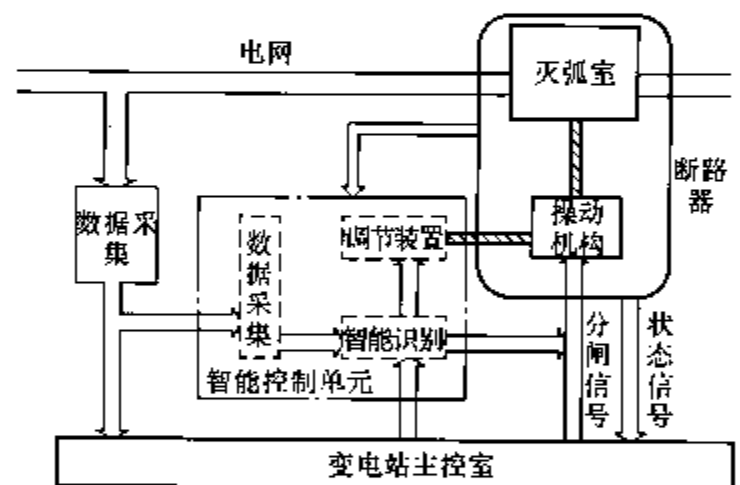 电网
灭弧室
断路
器
数据采
集
数据采集
调节装置
操动
机构
智能识别
智能控制单元
分闸信号
状态信号
变电站主控室